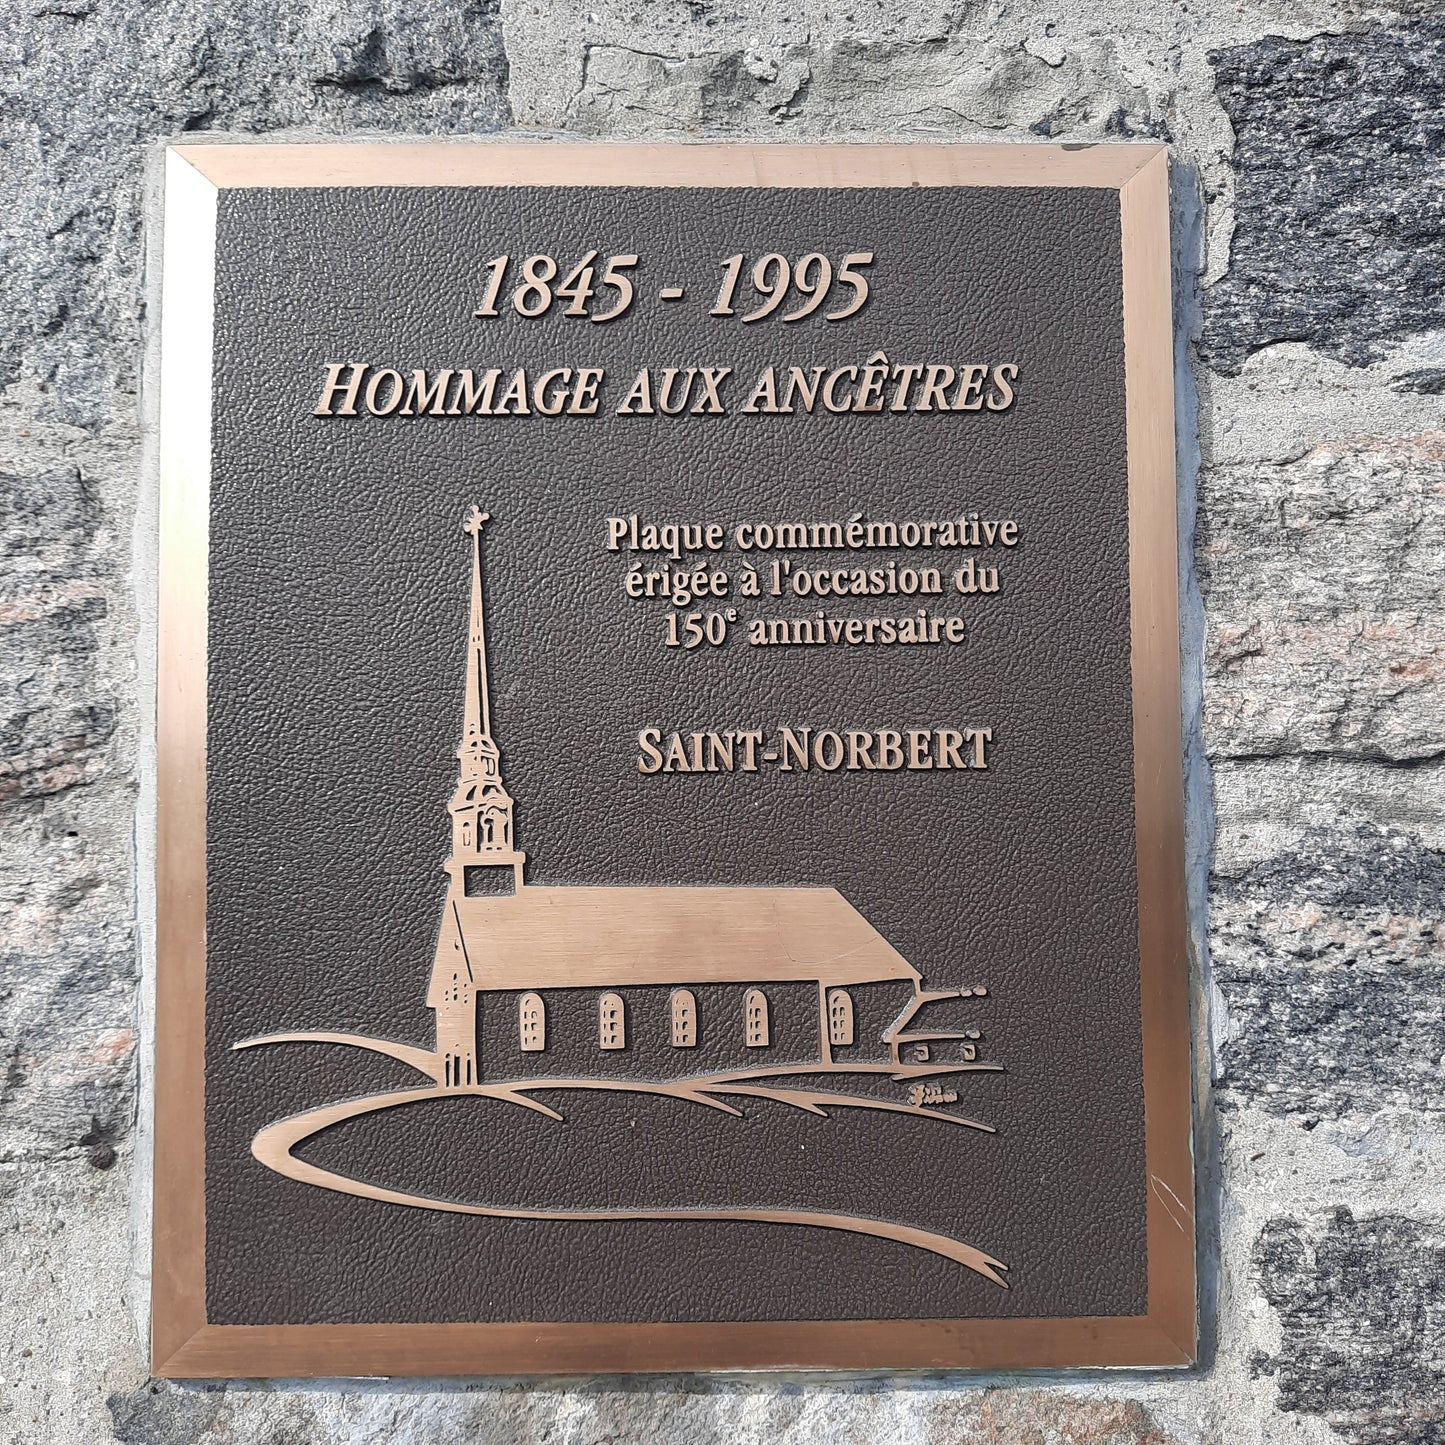 1845 - 1995
HOMMAGE AUX ANCÊTRES
Plaque commémorative
érigée à l'occasion du
150e anniversaire
SAINT-NORBERT